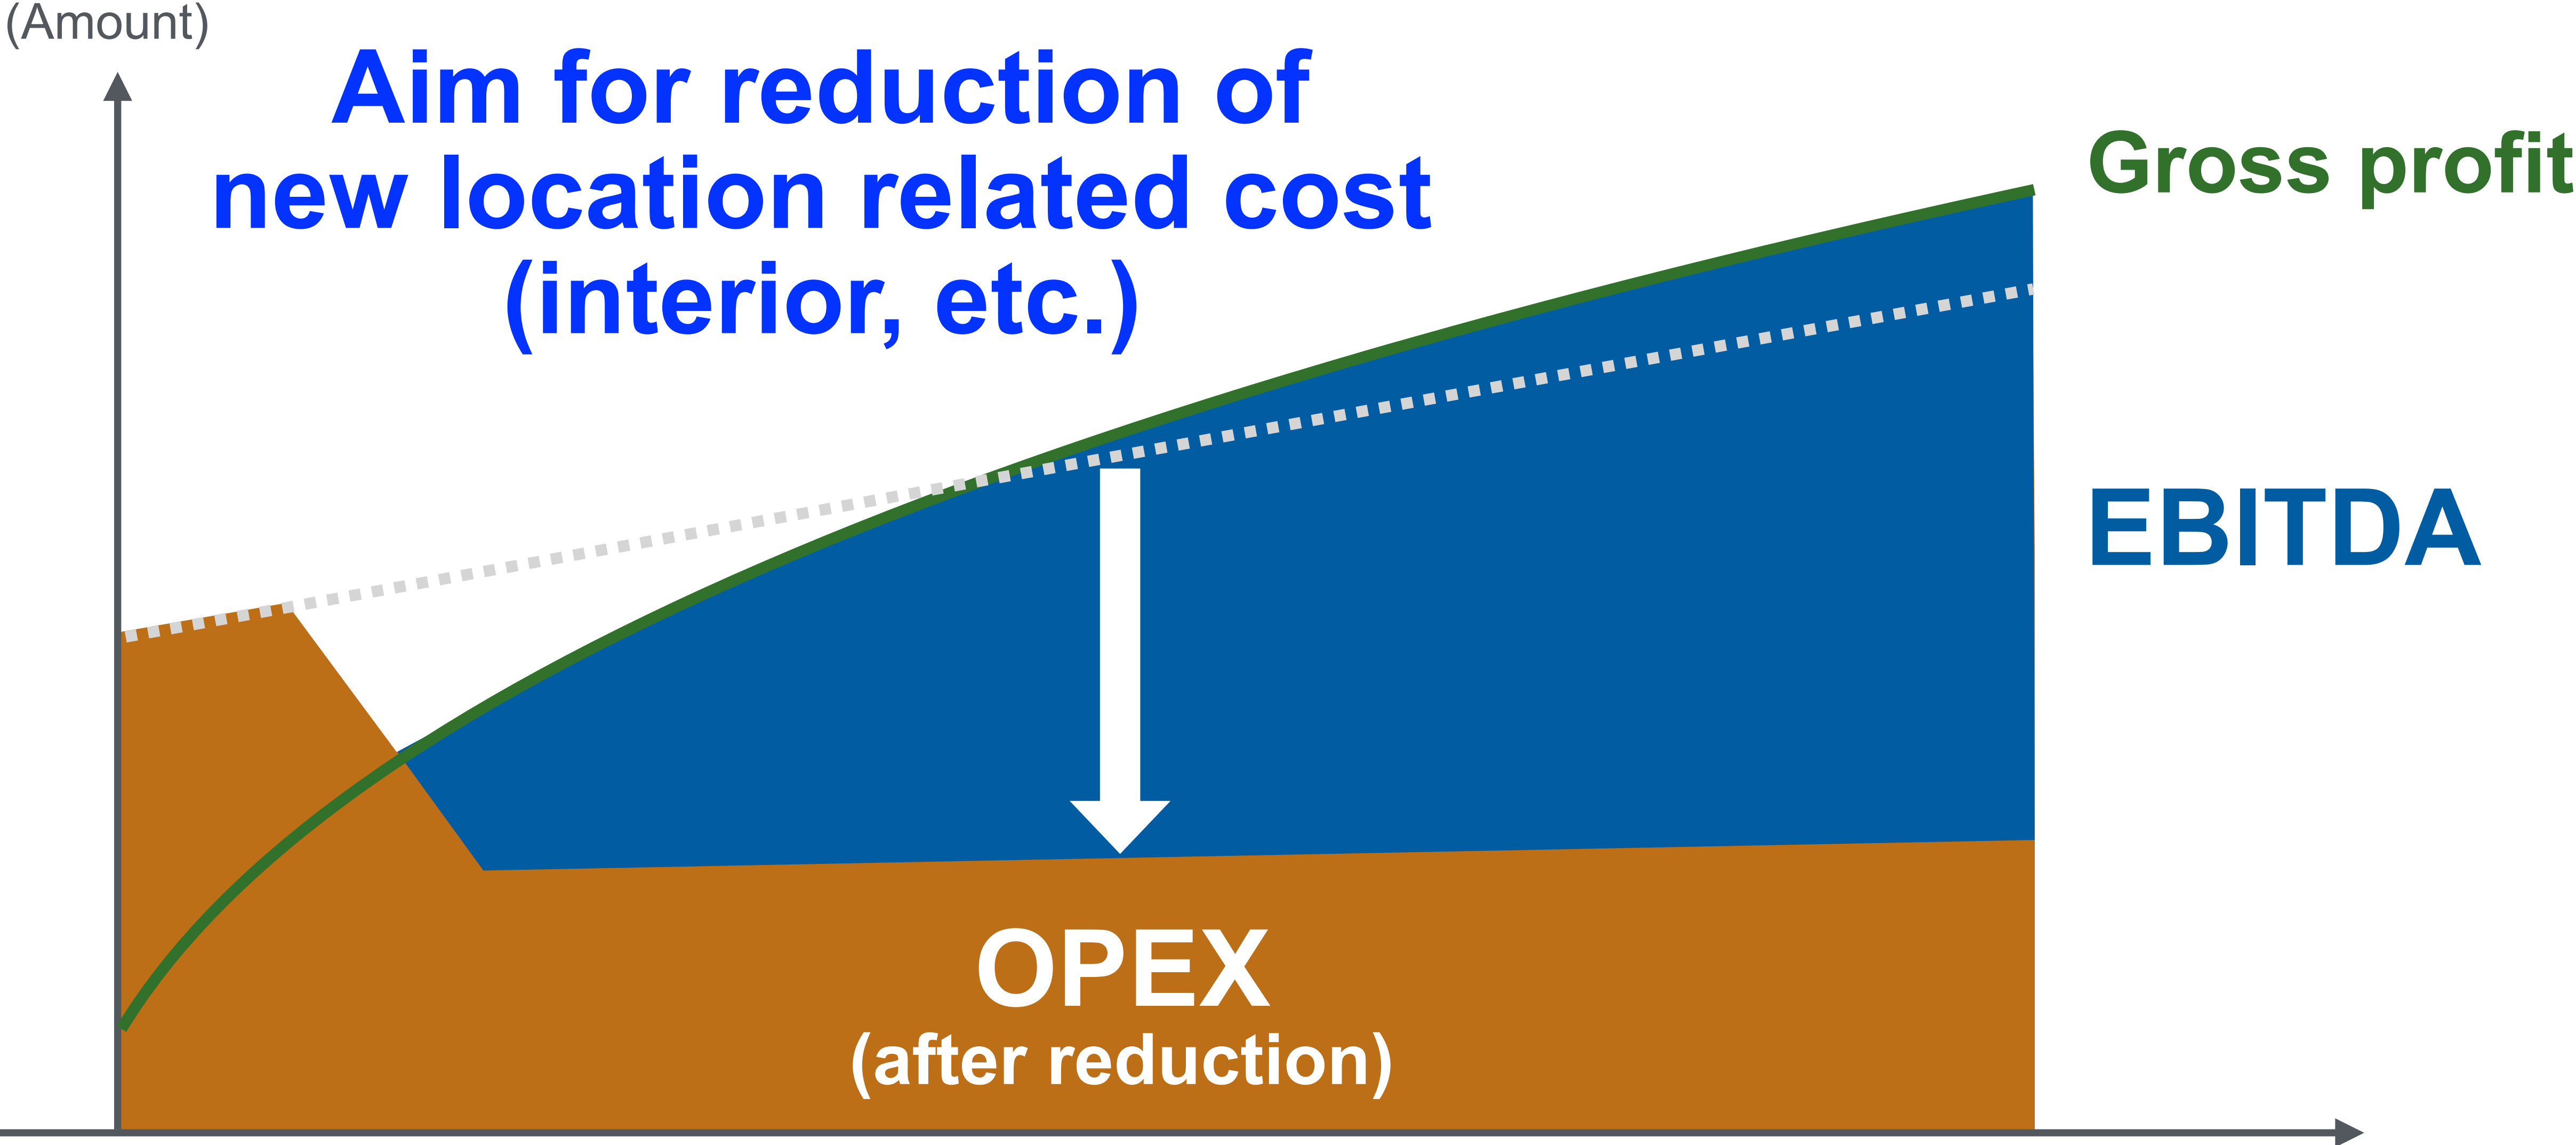 (Amount)
Aim for reduction of
new location related cost
(interior, etc.)
Gross profit
EBITDA
OPEX
(after reduction)